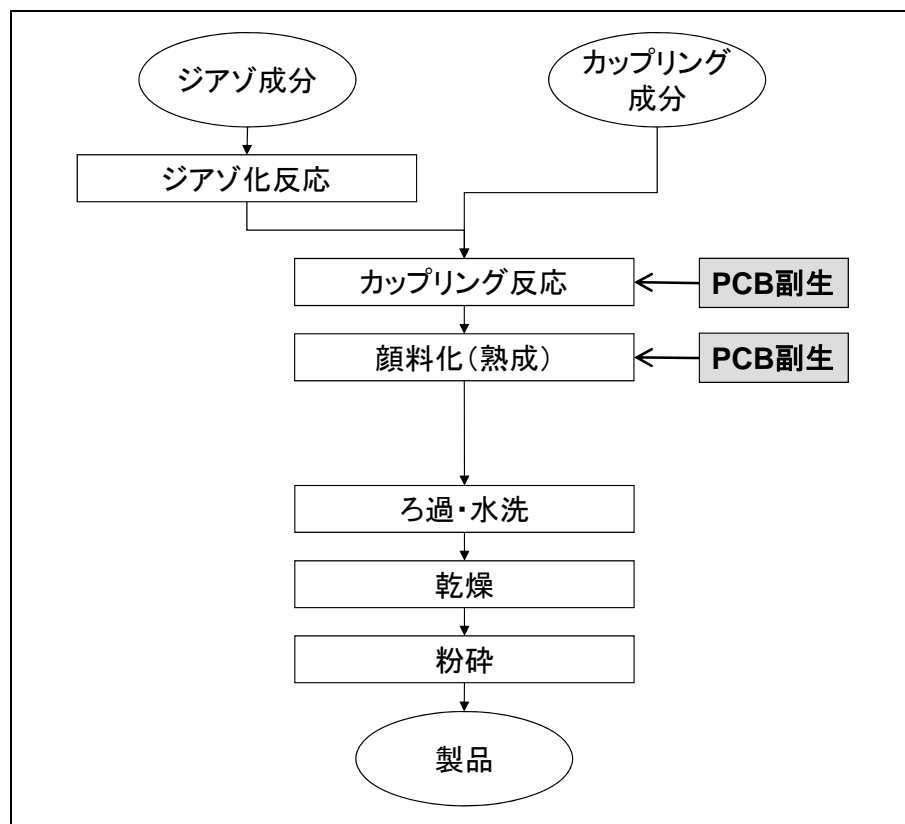 ジアゾ成分
カップリング
成分
ジアゾ化反応
カップリング反応
PCB副生
顔料化（熟成）
PCB副生
ろ過・水洗
乾燥
粉砕
製品